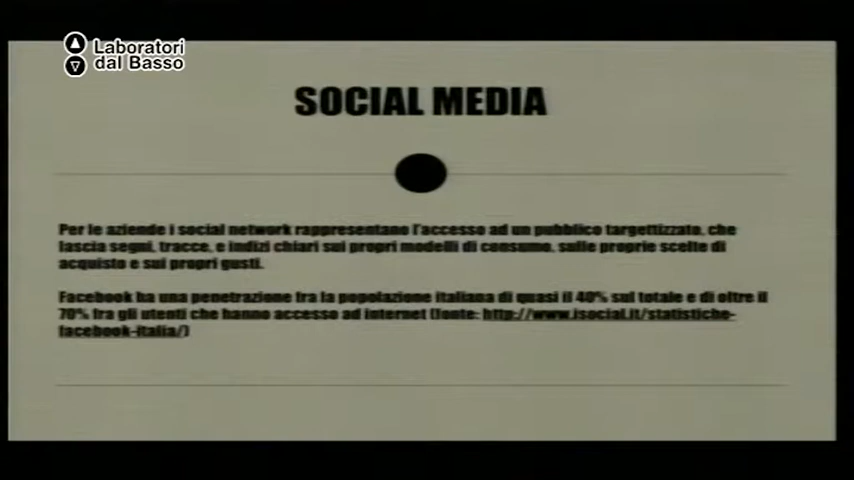 Laboratori
dal Basso
SOCIAL MEDIA
Per le aziende i social network rappresentano l'accesso ad un pubblico targettizzato, che
lascia segni, tracce, e indizi chiari sui propri modelli di consumo, sulle proprie scelte di
acquisto e sui propri gusti.
Facebook ha una penetrazione fra la popolazione italiana di quasi il 40% sul totale e di oltre il
70% fra gli utenti che hanno accesso ad internet (fonte: http://www.isocial.it/statistiche-
facebook-italia/)